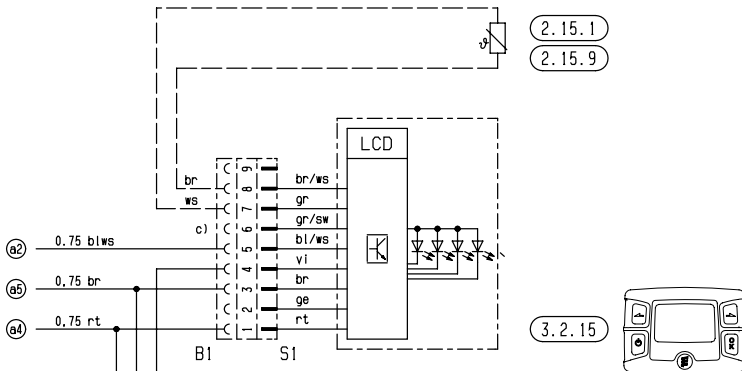 2.15.1
ϑ
2.15.9
LCD
9
br
8
br/ws
ws
7
gr
c)
6
gr/sw
a2
0.75 blws
5
bl/ws
4
vi
a5
0,75 br
3
br
2
ge
a4
0,75 rt
1
rt
B1
S1
3.2.15
OK